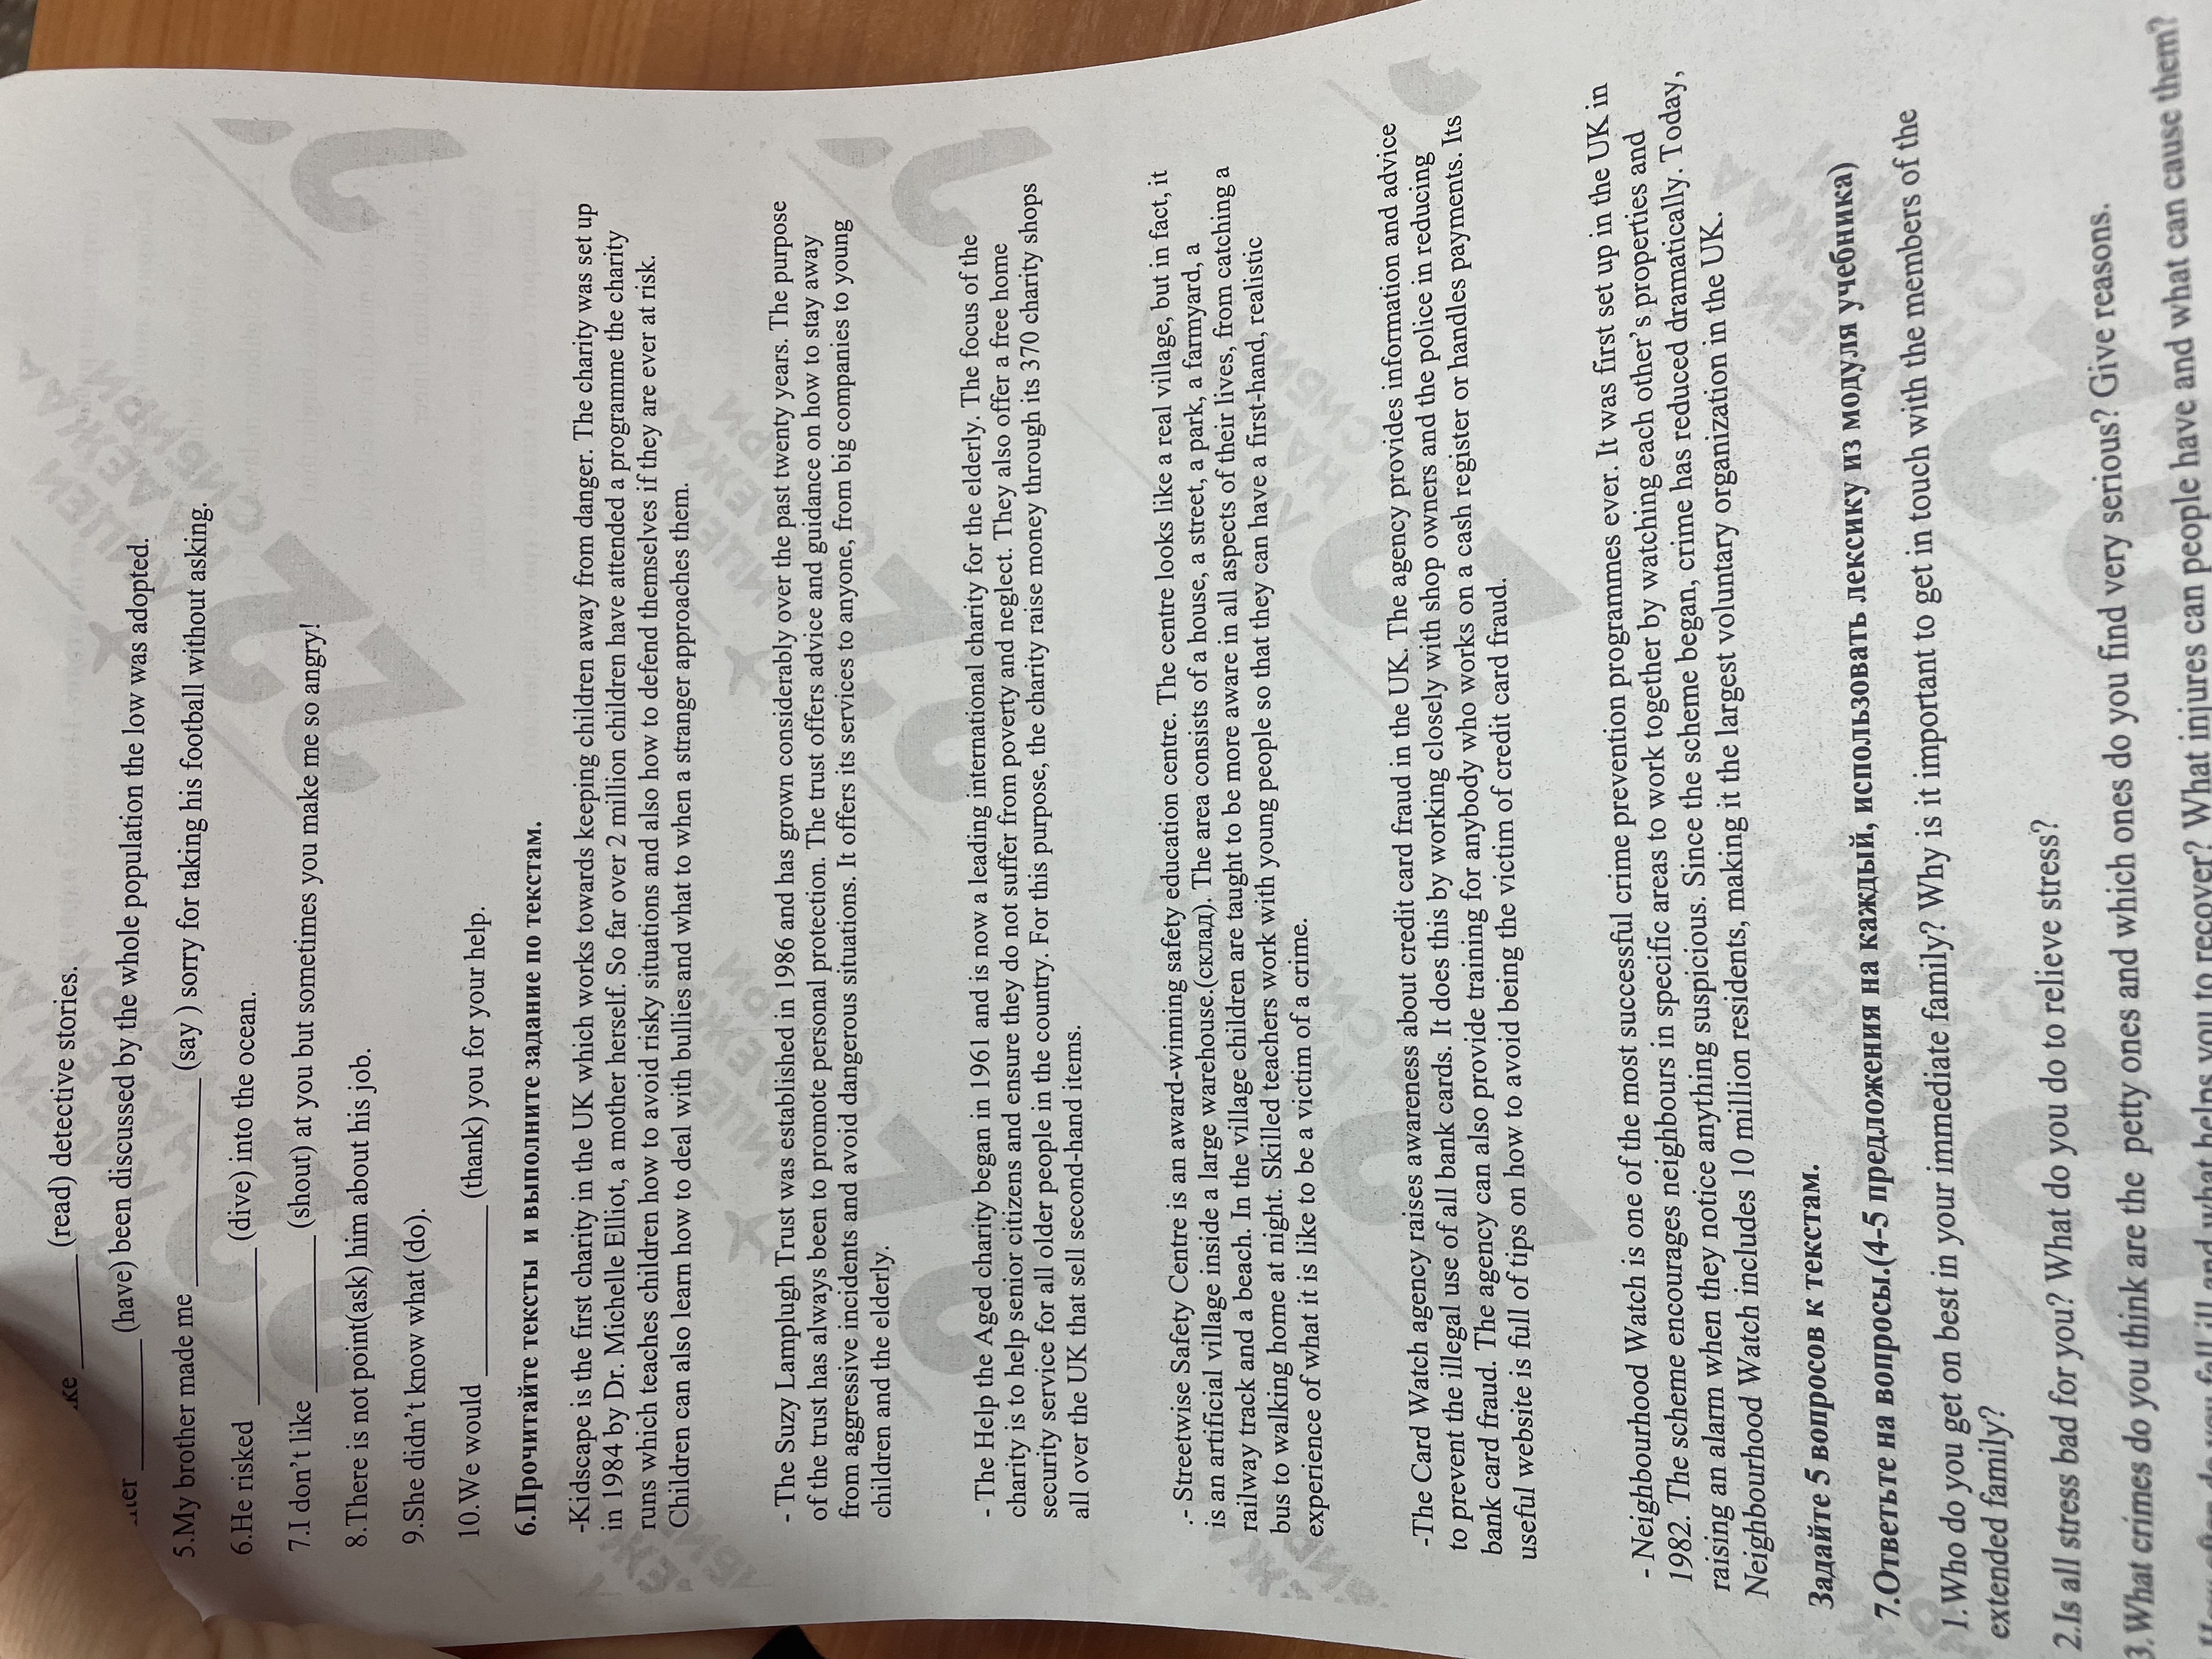 (read) detective stories.
(have) been discussed by the whole population the low was adopted.
5.My brother made me ____________ (say ) sorry for taking his football without asking.
6.He risked _________ (dive) into the ocean.
7.I don't like _________ (shout) at you but sometimes you make me so angry!
8.There is not point(ask) him about his job.
9.She didn't know what (do).
10.We would __________ (thank) you for your help.
6.Прочитайте тексты и выполните задание по текстам.
-Kidscape is the first charity in the UK which works towards keeping children away from danger. The charity was set up
in 1984 by Dr. Michelle Elliot, a mother herself. So far over 2 million children have attended a programme the charity
runs which teaches children how to avoid risky situations and also how to defend themselves if they are ever at risk.
Children can also learn how to deal with bullies and what to when a stranger approaches them.
- The Suzy Lamplugh Trust was established in 1986 and has grown considerably over the past twenty years. The purpose
of the trust has always been to promote personal protection. The trust offers advice and guidance on how to stay away
from aggressive incidents and avoid dangerous situations. It offers its services to anyone, from big companies to young
children and the elderly.
- The Help the Aged charity began in 1961 and is now a leading international charity for the elderly. The focus of the
charity is to help senior citizens and ensure they do not suffer from poverty and neglect. They also offer a free home
security service for all older people in the country. For this purpose, the charity raise money through its 370 charity shops
all over the UK that sell second-hand items.
.- Streetwise Safety Centre is an award-winning safety education centre. The centre looks like a real village, but in fact, it
is an artificial village inside a large warehouse.(склад). The area consists of a house, a street, a park, a farmyard, a
railway track and a beach. In the village children are taught to be more aware in all aspects of their lives, from catching a
bus to walking home at night. Skilled teachers work with young people so that they can have a first-hand, realistic
experience of what it is like to be a victim of a crime.
-The Card Watch agency raises awareness about credit card fraud in the UK. The agency provides information and advice
to prevent the illegal use of all bank cards. It does this by working closely with shop owners and the police in reducing
bank card fraud. The agency can also provide training for anybody who works on a cash register or handles payments. Its
useful website is full of tips on how to avoid being the victim of credit card fraud.
- Neighbourhood Watch is one of the most successful crime prevention programmes ever. It was first set up in the UK in
1982. The scheme encourages neighbours in specific areas to work together by watching each other's properties and
raising an alarm when they notice anything suspicious. Since the scheme began, crime has reduced dramatically. Today,
Neighbourhood Watch includes 10 million residents, making it the largest voluntary organization in the UK.
Задайте 5 вопросов к текстам.
7.Ответьте на вопросы.(4-5 предложения на каждый, использовать лексику из модуля учебника)
1.Who do you get on best in your immediate family? Why is it important to get in touch with the members of the
extended family?
2.Is all stress bad for you? What do you do to relieve stress?
3.What crimes do you think are the petty ones and which ones do you find very serious? Give reasons.
you fall ill and what helps you to recover? What injures can people have and what can cause them?